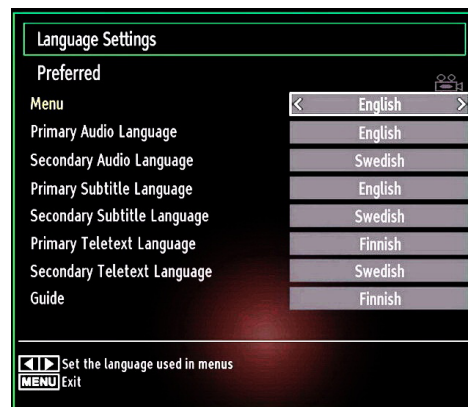 Language Settings
Preferred
Menu < English >
Primary Audio Language English
Secondary Audio Language Swedish
Primary Subtitle Language English
Secondary Subtitle Language Swedish
Primary Teletext Language Finnish
Secondary Teletext Language Swedish
Guide Finnish
Set the language used in menus
MENU Exit